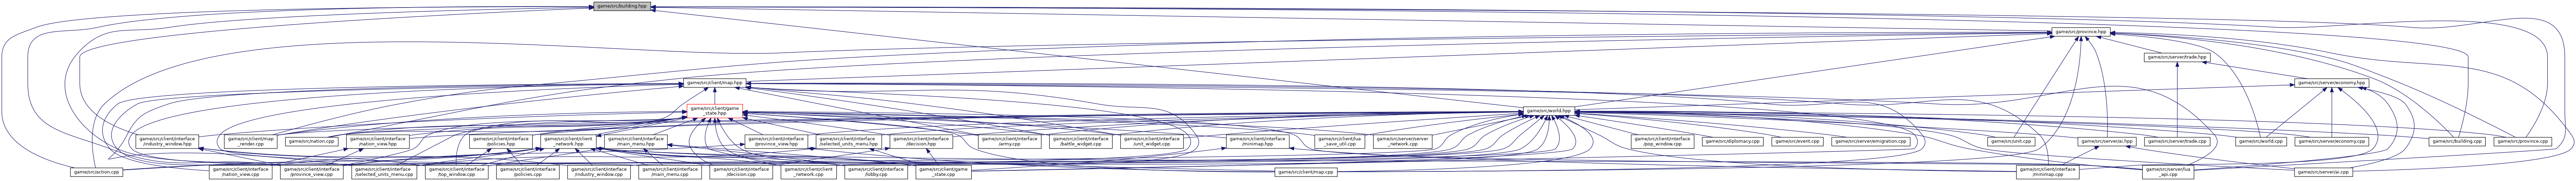 game/src/building.hpp
game/src/province.hpp
game/src/server/trade.hpp
game/src/client/map.hpp
game/src/server/economy.hpp
game/src/client/game
_state.hpp
game/src/world.hpp
game/src/client/interface
/industry_window.hpp
game/src/client/map
_render.cpp
game/src/nation.cpp
game/src/client/interface
/nation_view.hpp
game/src/client/interface
/policies.hpp
game/src/client/client
_network.hpp
game/src/client/interface
/main_menu.hpp
game/src/client/interface
/province_view.hpp
game/src/client/interface
/selected_units_menu.hpp
game/src/client/interface
/decision.hpp
game/src/client/interface
/army.cpp
game/src/client/interface
/battle_widget.cpp
game/src/client/interface
/unit_widget.cpp
game/src/client/interface
/minimap.hpp
game/src/client/lua
_save_util.cpp
game/src/server/server
_network.cpp
game/src/client/interface
/pop_window.cpp
game/src/diplomacy.cpp
game/src/event.cpp
game/src/server/emigration.cpp
game/src/unit.cpp
game/src/server/ai.hpp
game/src/server/trade.cpp
game/src/world.cpp
game/src/server/economy.cpp
game/src/building.cpp
game/src/province.cpp
game/src/action.cpp
game/src/client/interface
/nation_view.cpp
game/src/client/interface
/province_view.cpp
game/src/client/interface
/selected_units_menu.cpp
game/src/client/interface
/top_window.cpp
game/src/client/interface
/policies.cpp
game/src/client/interface
/industry_window.cpp
game/src/client/interface
/main_menu.cpp
game/src/client/interface
/decision.cpp
game/src/client/client
_network.cpp
game/src/client/interface
/lobby.cpp
game/src/client/game
_state.cpp
game/src/client/map.cpp
game/src/client/interface
/minimap.cpp
game/src/server/lua
_api.cpp
game/src/server/ai.cpp